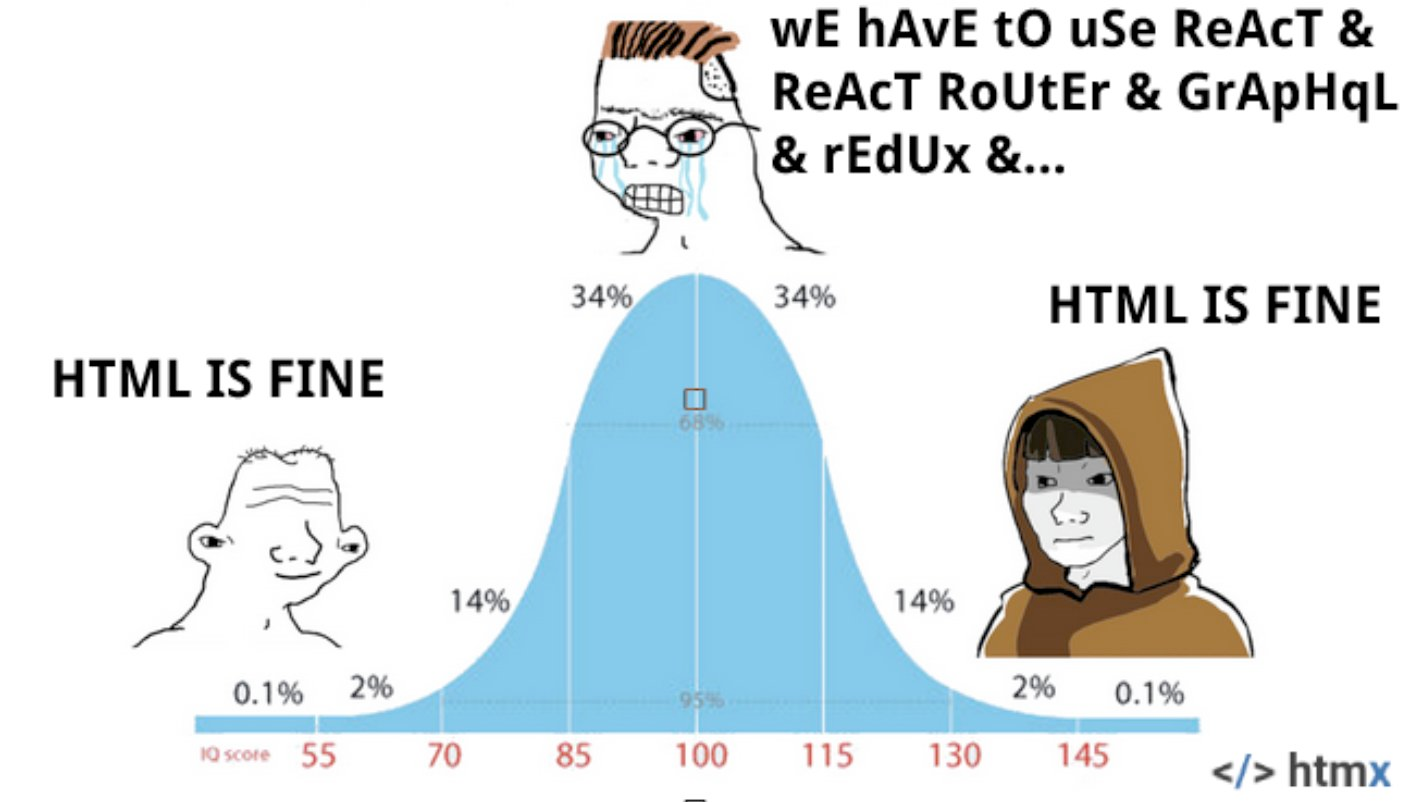 wE hAvE tO uSe ReAcT &
ReAcT RoUtEr & GrApHqL
& rEdUx &...
34%
34%
HTML IS FINE
HTML IS FINE
68%
14%
14%
0.1%
2%
95%
2%
0.1%
IQ score
55
70
85
100
115
130
145
</> htmx